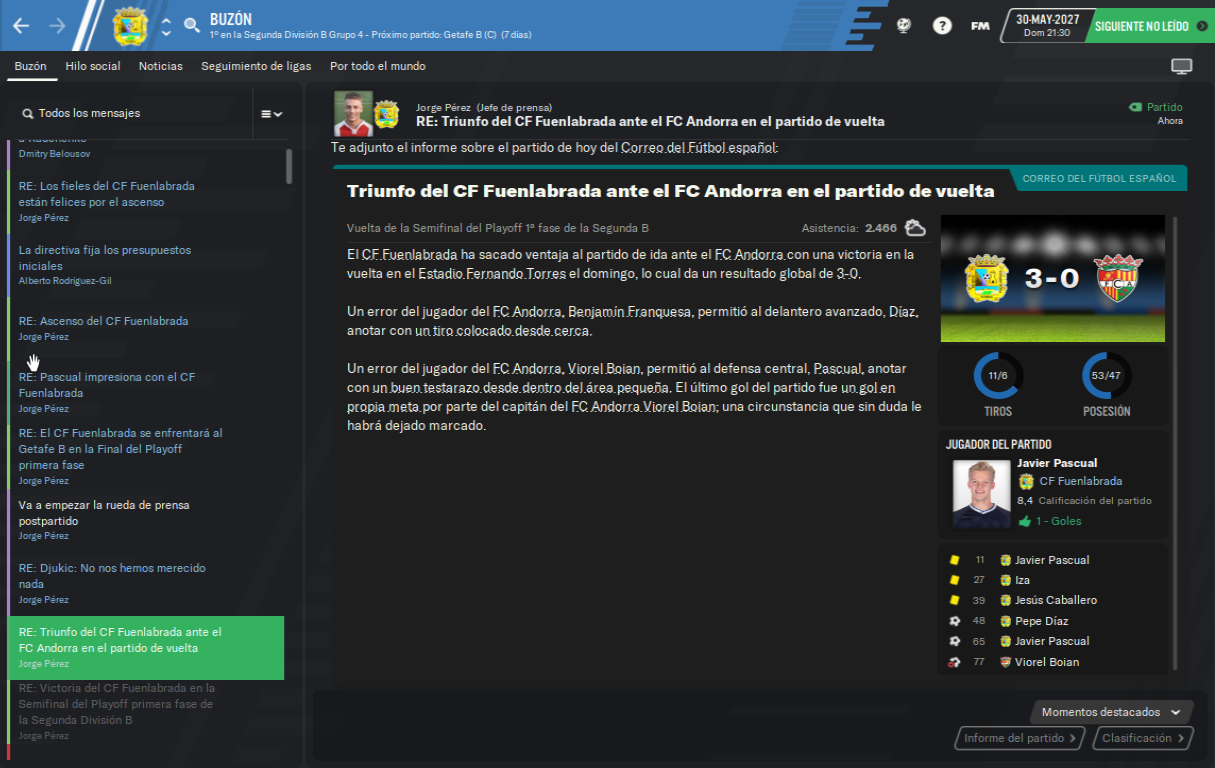 BUZÓN
1º en la Segunda División B Grupo 4 - Próximo partido: Getafe B (C) (7 días)
?
FM
30-MAY-2027
Dom 21:30
SIGUIENTE NO LEÍDO
Buzón
Hilo social
Noticias
Seguimiento de ligas
Por todo el mundo
Todos los mensajes
Dmitry Belousov
RE: Los fieles del CF Fuenlabrada
están felices por el ascenso
Jorge Pérez
La directiva fija los presupuestos
iniciales
Alberto Rodríguez-Gil
RE: Ascenso del CF Fuenlabrada
Jorge Pérez
RE: Pascual impresiona con el CF
Fuenlabrada
Jorge Pérez
RE: El CF Fuenlabrada se enfrentará al
Getafe B en la Final del Playoff
primera fase
Jorge Pérez
Va a empezar la rueda de prensa
postpartido
Jorge Pérez
RE: Djukic: No nos hemos merecido
nada
Jorge Pérez
RE: Triunfo del CF Fuenlabrada ante el
FC Andorra en el partido de vuelta
Jorge Pérez
RE: Victoria del CF Fuenlabrada en la
Semifinal del Playoff primera fase de
la Segunda División B
Jorge Pérez
Jorge Pérez (Jefe de prensa)
RE: Triunfo del CF Fuenlabrada ante el FC Andorra en el partido de vuelta
Partido
Ahora
Te adjunto el informe sobre el partido de hoy del Correo del Fútbol español:
CORREO DEL FÚTBOL ESPAÑOL
Triunfo del CF Fuenlabrada ante el FC Andorra en el partido de vuelta
Vuelta de la Semifinal del Playoff 1ª fase de la Segunda B
Asistencia: 2.466
El CF Fuenlabrada ha sacado ventaja al partido de ida ante el FC Andorra con una victoria en la
vuelta en el Estadio Fernando Torres el domingo, lo cual da un resultado global de 3-0.
Un error del jugador del FC Andorra, Benjamín Franquesa, permitió al delantero avanzado, Díaz,
anotar con un tiro colocado desde cerca.
Un error del jugador del FC Andorra, Viorel Boian, permitió al defensa central, Pascual, anotar
con un buen testarazo desde dentro del área pequeña. El último gol del partido fue un gol en
propia meta por parte del capitán del FC Andorra Viorel Boian; una circunstancia que sin duda le
habrá dejado marcado.
3-0
11/6
TIROS
53/47
POSESIÓN
JUGADOR DEL PARTIDO
Javier Pascual
CF Fuenlabrada
8,4 Calificación del partido
1 - Goles
11 Javier Pascual
27 Iza
39 Jesús Caballero
48 Pepe Díaz
65 Javier Pascual
77 Viorel Boian
Momentos destacados
Informe del partido
Clasificación